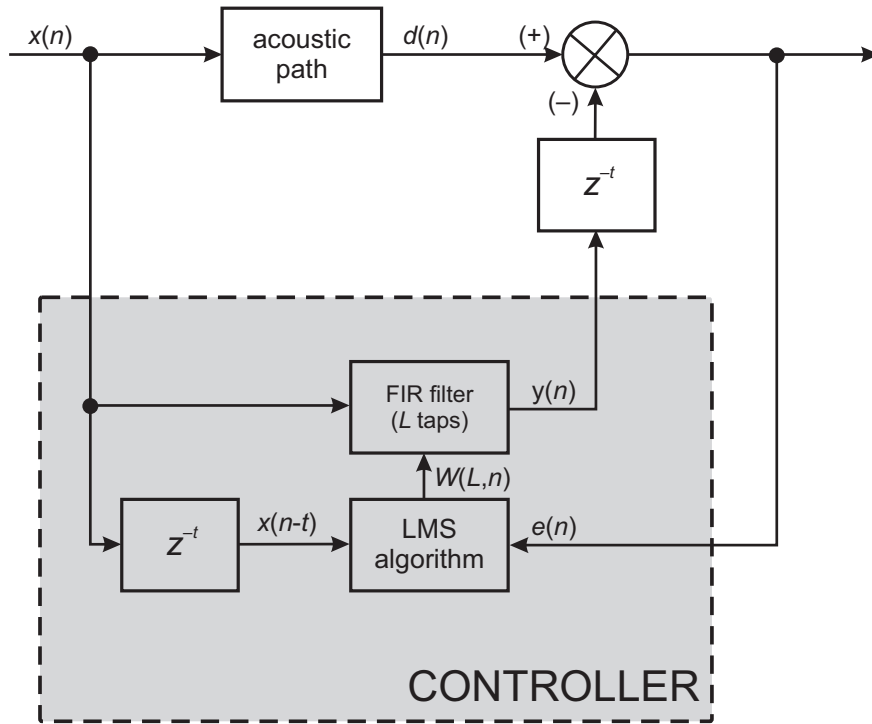 x(n)
acoustic
path
d(n)
(+)
(–)
z^–t
FIR filter
(L taps)
y(n)
W(L,n)
z^–t
x(n-t)
LMS
algorithm
e(n)
CONTROLLER